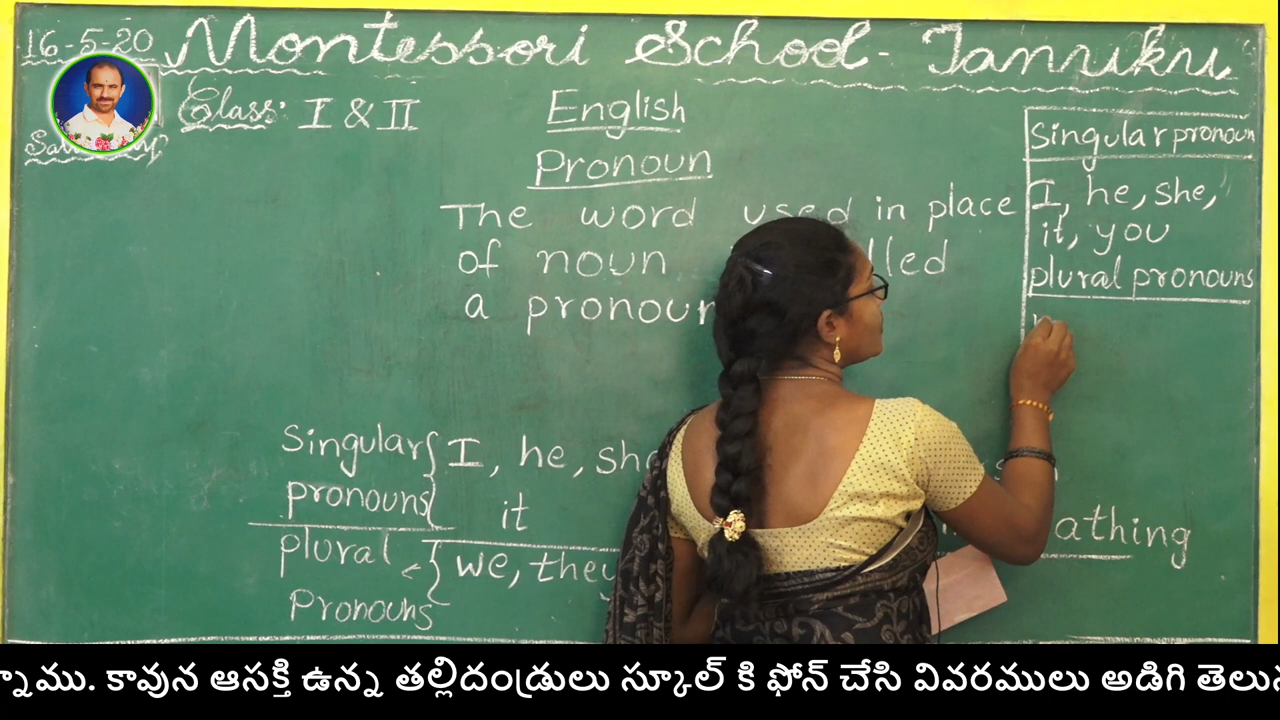 16-5-20 Montessori School - Tanuku
Class: I & II
English
Pronoun
The word used in place
of noun
a pronoun
Singular pronoun
I, he, she,
it, you
plural pronouns
Singular pronouns { I, he, she
it
plural Pronouns { we, they
న్నాము. కావున ఆసక్తి ఉన్న తల్లిదండ్రులు స్కూల్ కి ఫోన్ చేసి వివరములు అడిగి